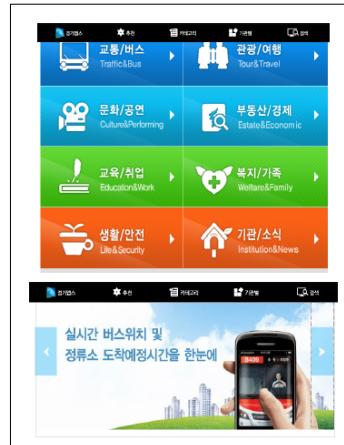 경기앱스 추천 카테고리 기관별 검색
교통/버스
Traffic&Bus
관광/여행
Tour&Travel
문화/공연
Culture&Performing
부동산/경제
Estate&Economic
교육/취업
Education&Work
복지/가족
Welfare&Family
생활/안전
Life&Security
기관/소식
Institution&News
경기앱스 추천 카테고리 기관별 검색
실시간 버스위치 및
정류소 도착예정시간을 한눈에
B409